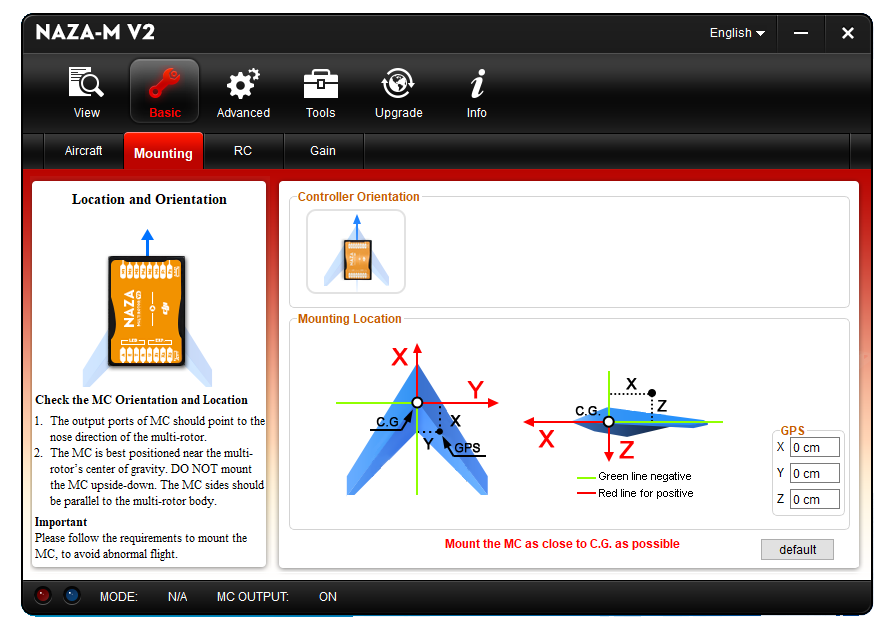 NAZA-M V2
English
View
Basic
Advanced
Tools
Upgrade
Info
Aircraft
Mounting
RC
Gain
Location and Orientation
NAZA
Check the MC Orientation and Location
1. The output ports of MC should point to the
nose direction of the multi-rotor.
2. The MC is best positioned near the multi-
rotor's center of gravity. DO NOT mount
the MC upside-down. The MC sides should
be parallel to the multi-rotor body.
Important
Please follow the requirements to mount the
MC, to avoid abnormal flight.
Controller Orientation
Mounting Location
X
Y
C.G
X
Y
GPS
X
C.G.
Z
X
Z
Green line negative
Red line for positive
GPS
X 0 cm
Y 0 cm
Z 0 cm
Mount the MC as close to C.G. as possible
default
MODE: N/A MC OUTPUT: ON